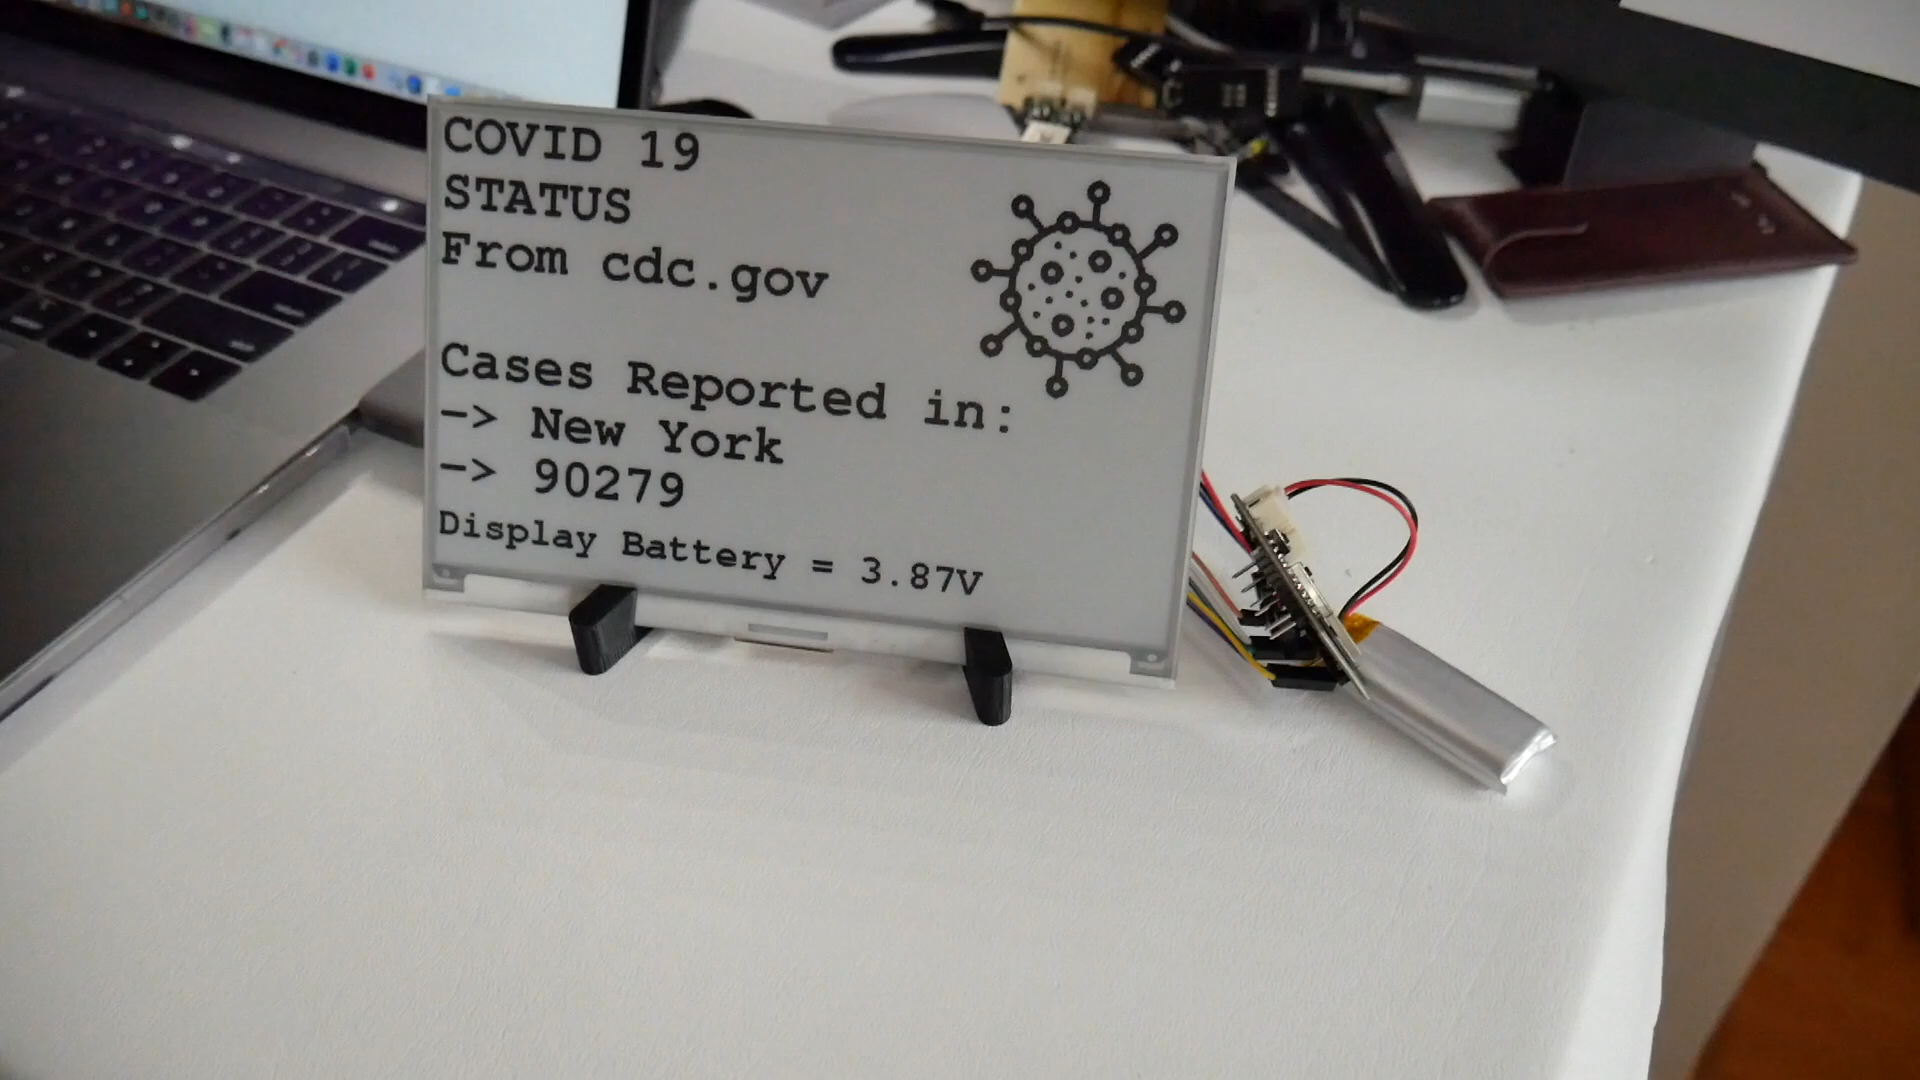 COVID 19
STATUS
From cdc.gov
Cases Reported in:
-> New York
-> 90279
Display Battery = 3.87V